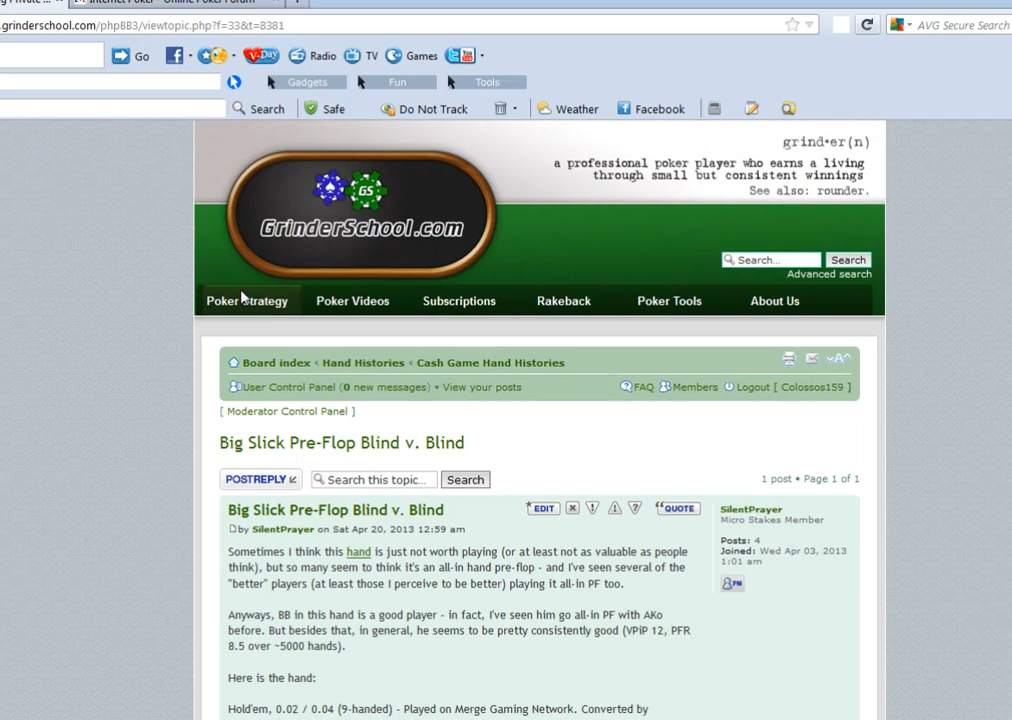 Internet Poker - Online Poker Forum
.grinderschool.com/phpBB3/viewtopic.php?f=33&t=8381
AVG Secure Search
Go V-Day Radio TV Games You Tube
Gadgets Fun Tools
Search Safe Do Not Track Weather Facebook
grind•er(n)
a professional poker player who earns a living
through small but consistent winnings
See also: rounder.
GS
GrinderSchool.com
Search... Search
Advanced search
Poker Strategy Poker Videos Subscriptions Rakeback Poker Tools About Us
Board index ‹ Hand Histories ‹ Cash Game Hand Histories
User Control Panel (0 new messages) • View your posts FAQ Members Logout [ Colossos159 ]
[ Moderator Control Panel ]
Big Slick Pre-Flop Blind v. Blind
POSTREPLY Search this topic... Search 1 post • Page 1 of 1
Big Slick Pre-Flop Blind v. Blind EDIT QUOTE SilentPrayer
Micro Stakes Member
by SilentPrayer on Sat Apr 20, 2013 12:59 am
Posts: 4
Joined: Wed Apr 03, 2013
1:01 am
PM
Sometimes I think this hand is just not worth playing (or at least not as valuable as people
think), but so many seem to think it's an all-in hand pre-flop - and I've seen several of the
"better" players (at least those I perceive to be better) playing it all-in PF too.
Anyways, BB in this hand is a good player - in fact, I've seen him go all-in PF with AKo
before. But besides that, in general, he seems to be pretty consistently good (VPiP 12, PFR
8.5 over ~5000 hands).
Here is the hand:
Hold'em, 0.02 / 0.04 (9-handed) - Played on Merge Gaming Network. Converted by